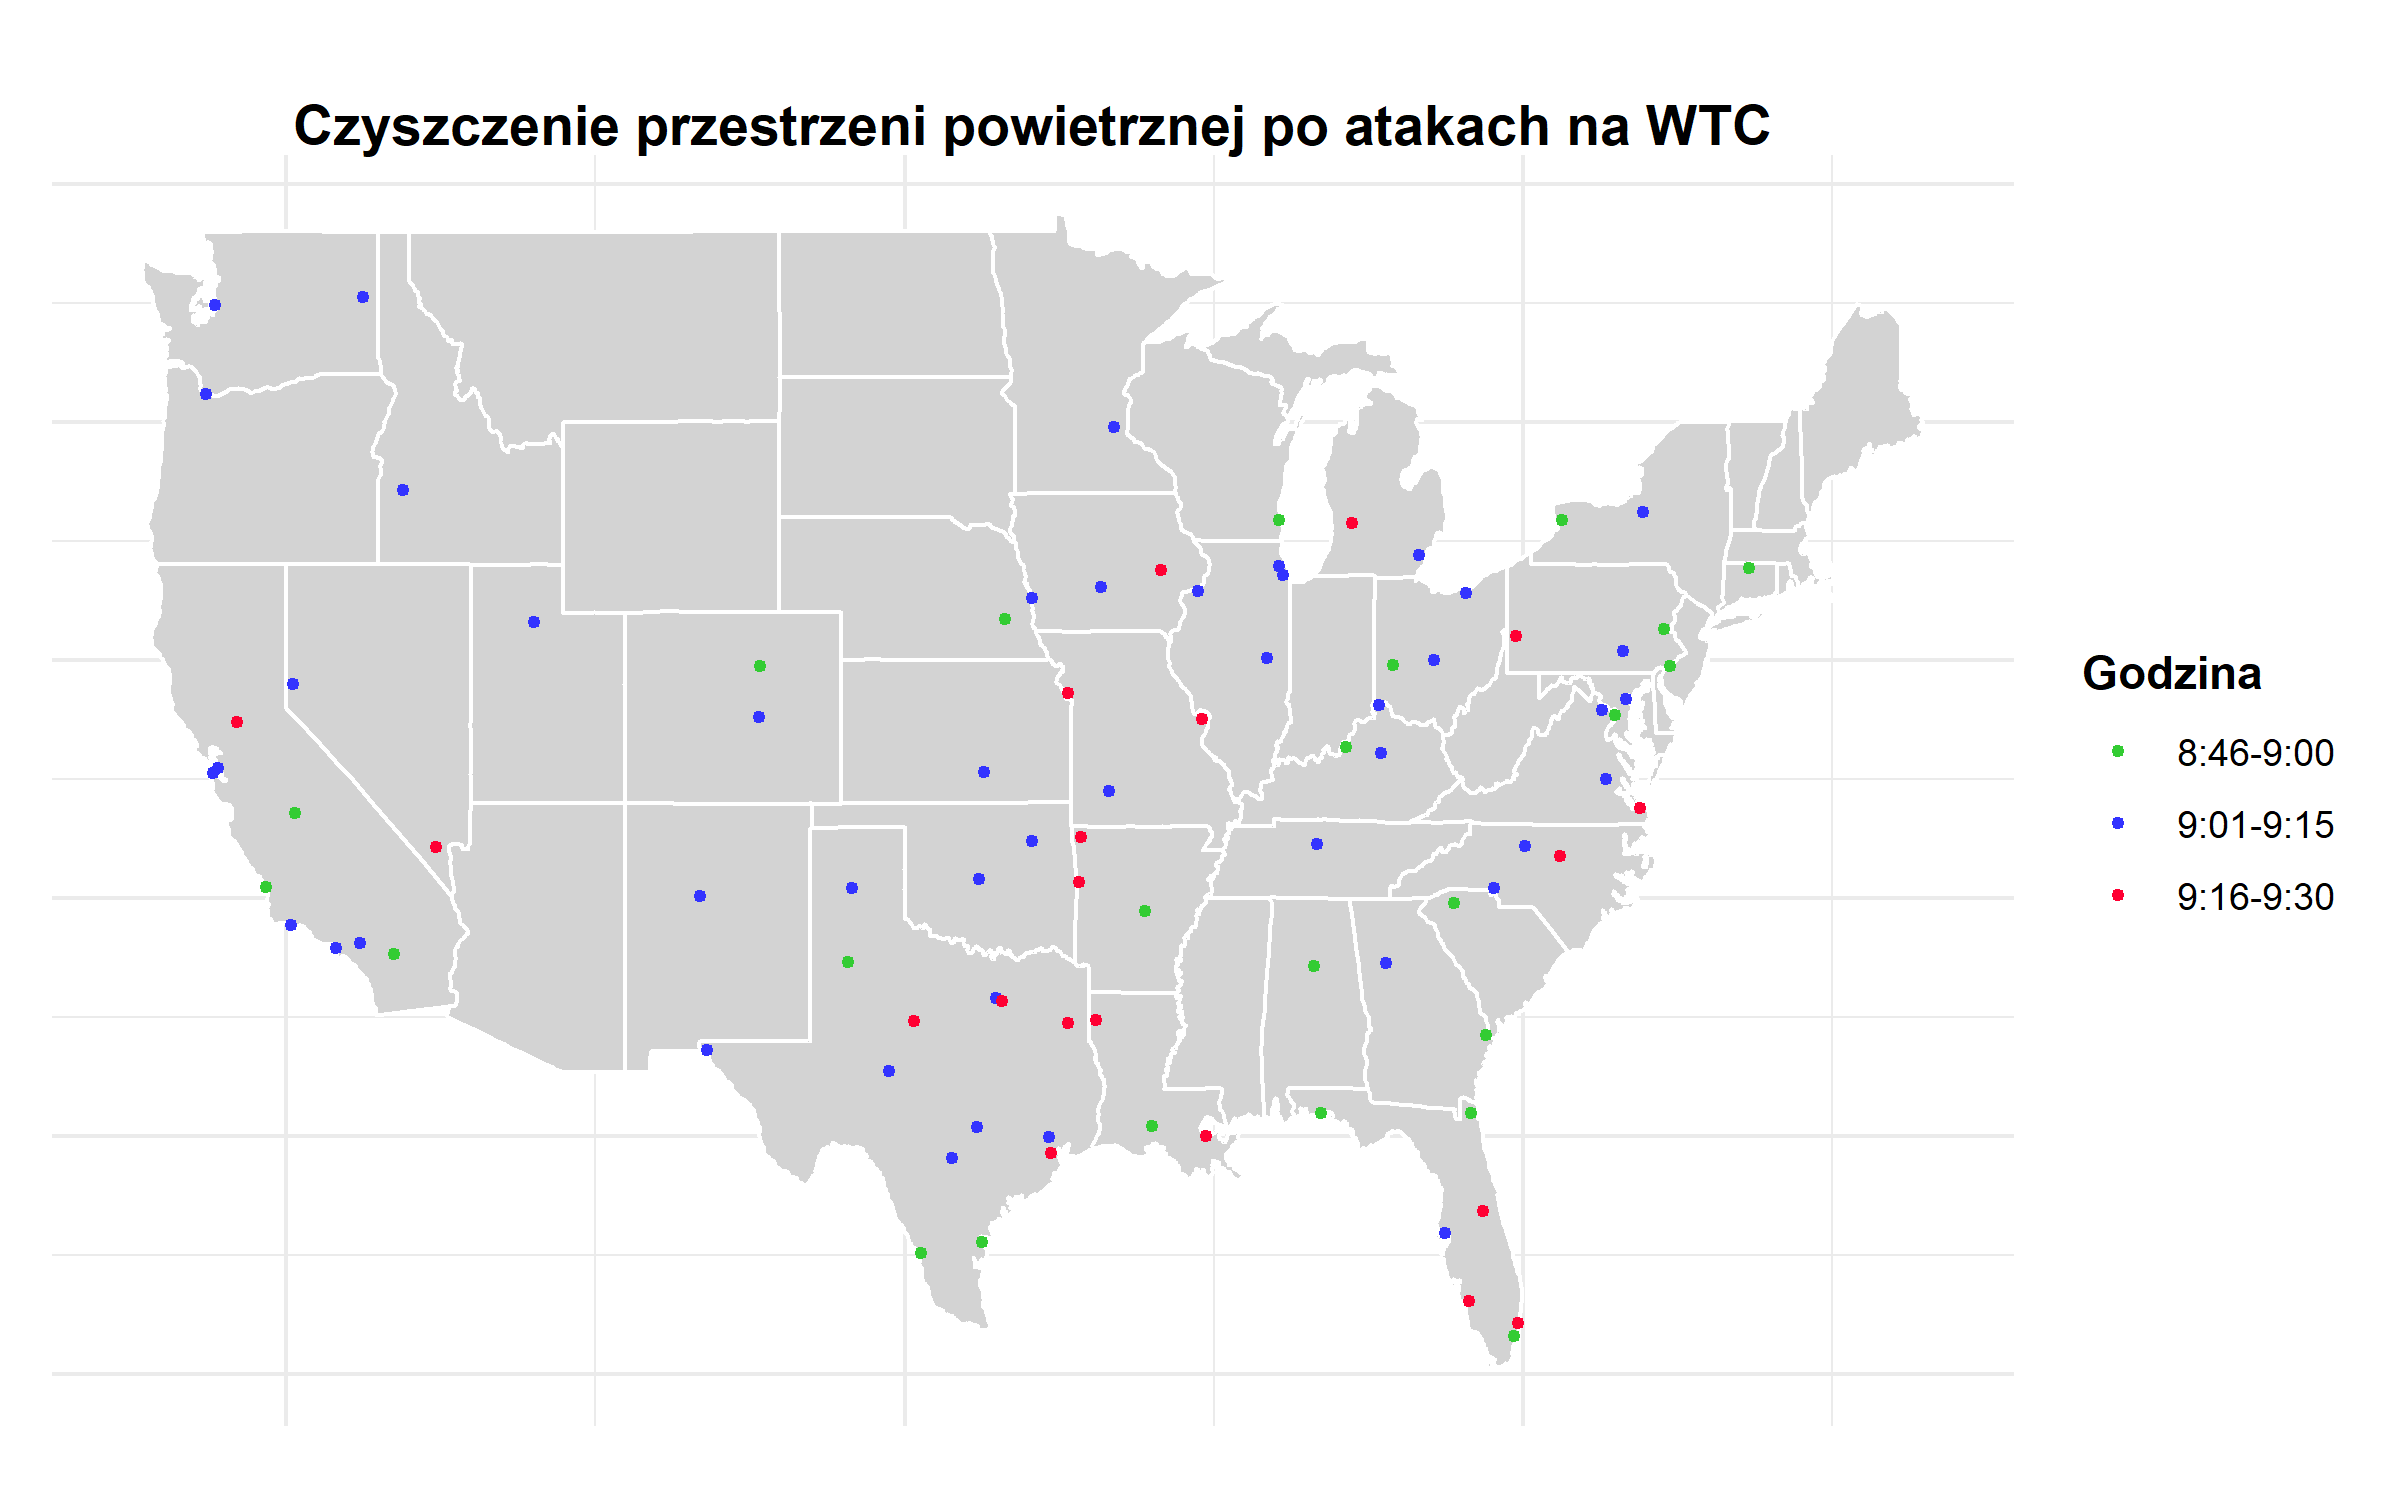 Czyszczenie przestrzeni powietrznej po atakach na WTC
Godzina
8:46-9:00
9:01-9:15
9:16-9:30